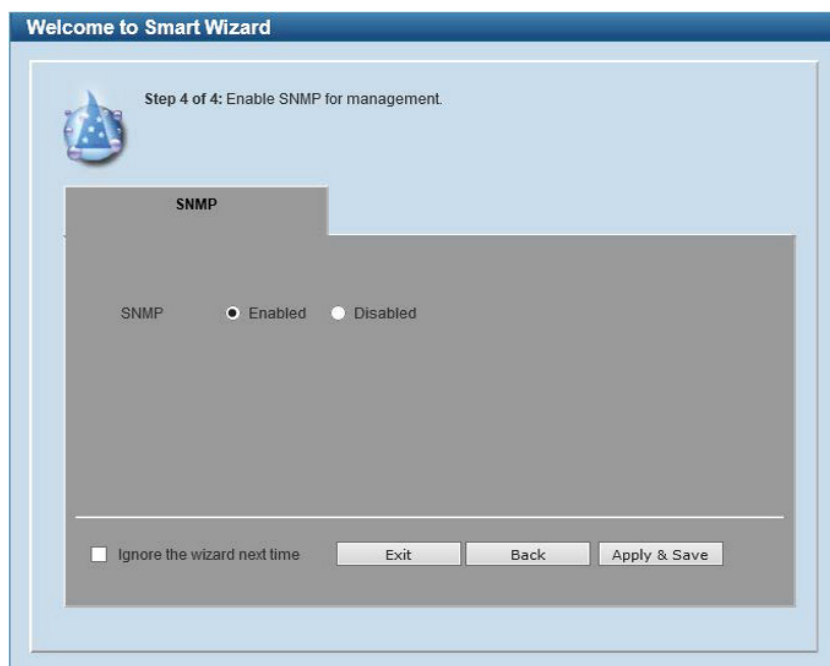 Welcome to Smart Wizard
Step 4 of 4: Enable SNMP for management.
SNMP
SNMP Enabled Disabled
Ignore the wizard next time Exit Back Apply & Save